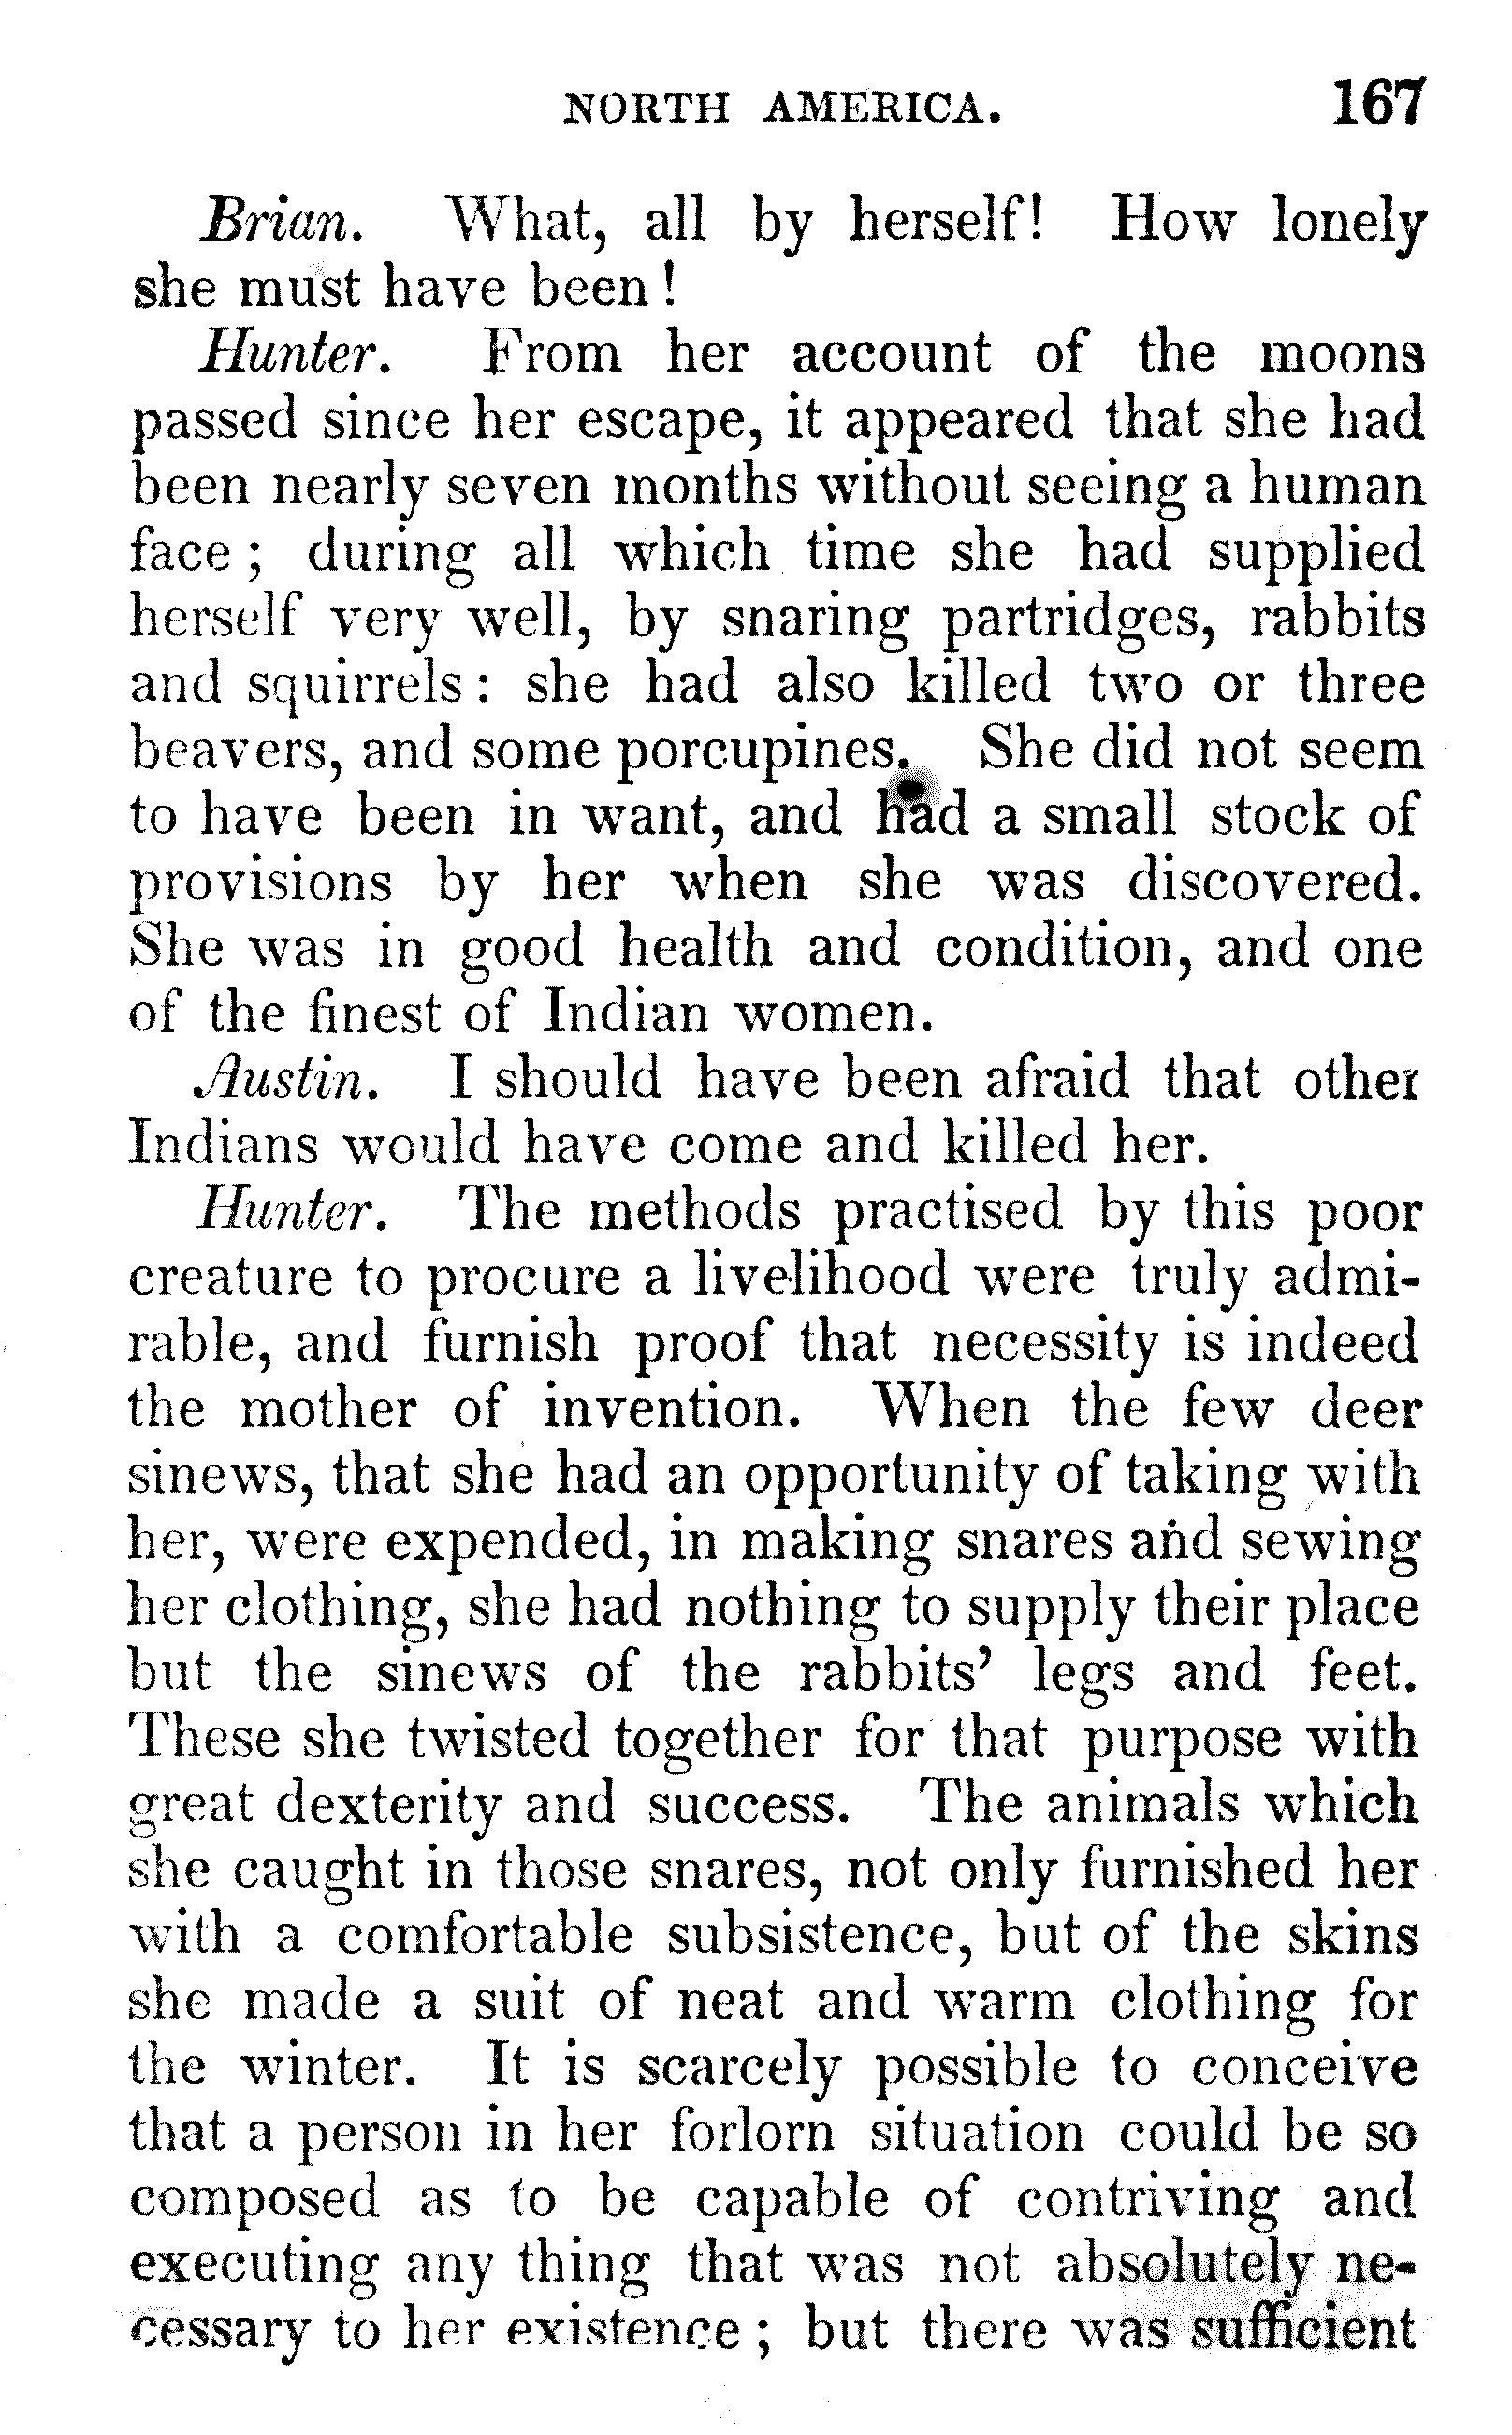 NORTH AMERICA. 167
Brian. What, all by herself! How lonely
she must have been!
Hunter. From her account of the moons
passed since her escape, it appeared that she had
been nearly seven months without seeing a human
face; during all which time she had supplied
herself very well, by snaring partridges, rabbits
and squirrels: she had also killed two or three
beavers, and some porcupines. She did not seem
to have been in want, and had a small stock of
provisions by her when she was discovered.
She was in good health and condition, and one
of the finest of Indian women.
Austin. I should have been afraid that other
Indians would have come and killed her.
Hunter. The methods practised by this poor
creature to procure a livelihood were truly admi-
rable, and furnish proof that necessity is indeed
the mother of invention. When the few deer
sinews, that she had an opportunity of taking with
her, were expended, in making snares and sewing
her clothing, she had nothing to supply their place
but the sinews of the rabbits' legs and feet.
These she twisted together for that purpose with
great dexterity and success. The animals which
she caught in those snares, not only furnished her
with a comfortable subsistence, but of the skins
she made a suit of neat and warm clothing for
the winter. It is scarcely possible to conceive
that a person in her forlorn situation could be so
composed as to be capable of contriving and
executing any thing that was not absolutely ne-
cessary to her existence; but there was sufficient